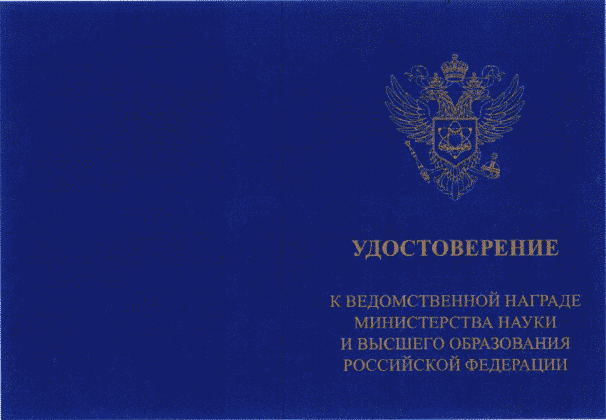 УДОСТОВЕРЕНИЕ
К ВЕДОМСТВЕННОЙ НАГРАДЕ
МИНИСТЕРСТВА НАУКИ
И ВЫСШЕГО ОБРАЗОВАНИЯ
РОССИЙСКОЙ ФЕДЕРАЦИИ